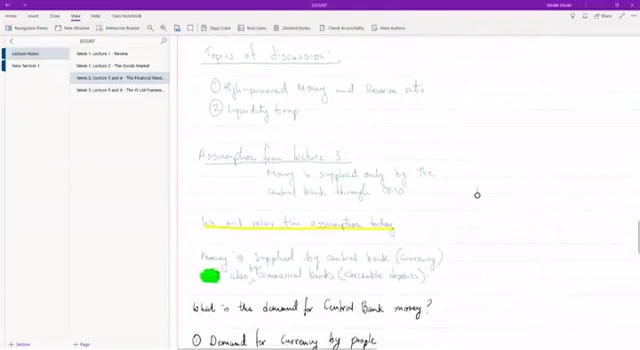 ECC2IST
File Home Insert Draw View Class Notebook
Navigation Panes New Window Immersive Reader Page Color Rule Lines Deleted Notes Check Accessibility Hide Authors
ECC2IST
Lecture Notes
New Section 1
Week 1, Lecture 1 - Review
Week 1, Lecture 2 - The Goods Market
Week 2, Lecture 3 and 4 - The Financial Mar...
Week 3, Lecture 5 and 6 - The IS LM Framew...
+ Section
+ Page
Topics of discussion:
① High-powered Money and Reserve
② Liquidity trap
Assumption from lecture 3:
Money is supplied only by the
central bank through OMO
We will relax this assumption today
Money is supplied by central bank (currency)
also by commercial banks (checkable deposits).
What is the demand for Central Bank money?
① Demand for currency by people